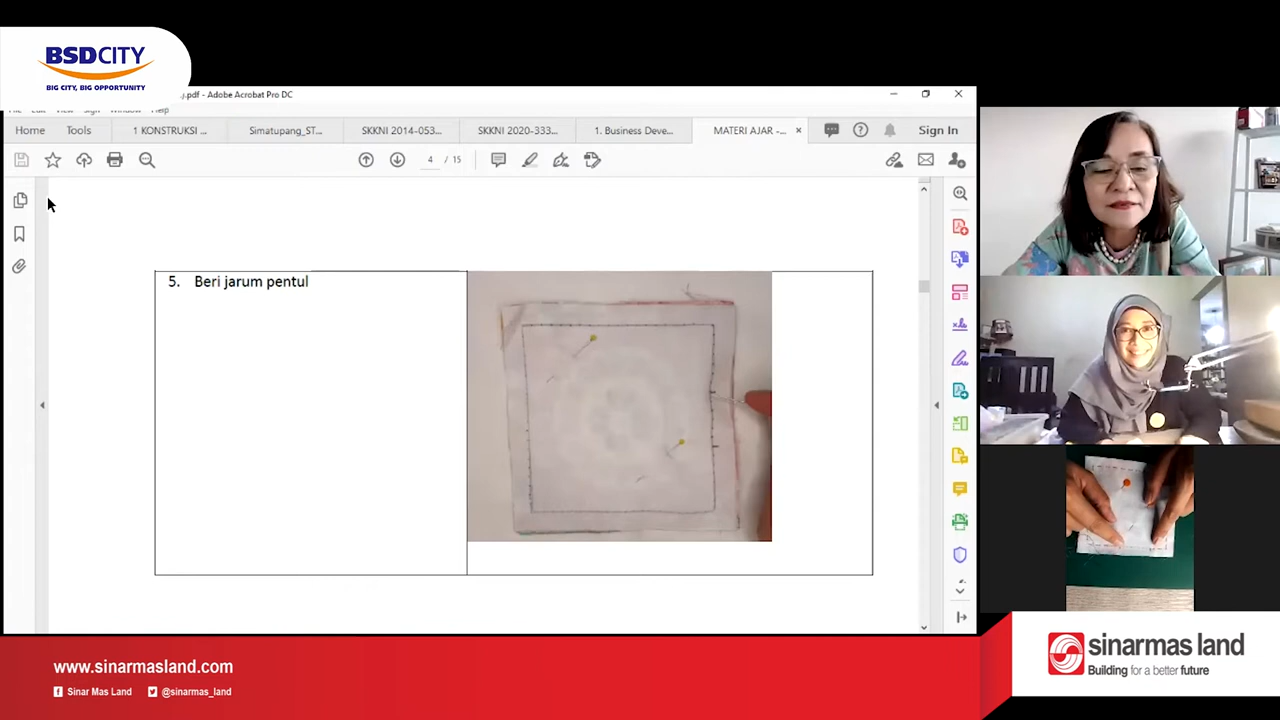 BSDCITY
BIG CITY, BIG OPPORTUNITY
.pdf - Adobe Acrobat Pro DC
Help
Home
Tools
1 KONSTRUKSI ...
Simatupang_ST...
SKKNI 2014-053...
SKKNI 2020-333...
1. Business Deve...
MATERI AJAR -...
Sign In
4 / 15
5. Beri jarum pentul
www.sinarmasland.com
Sinar Mas Land
@sinarmas_land
sinarmas land
Building for a better future